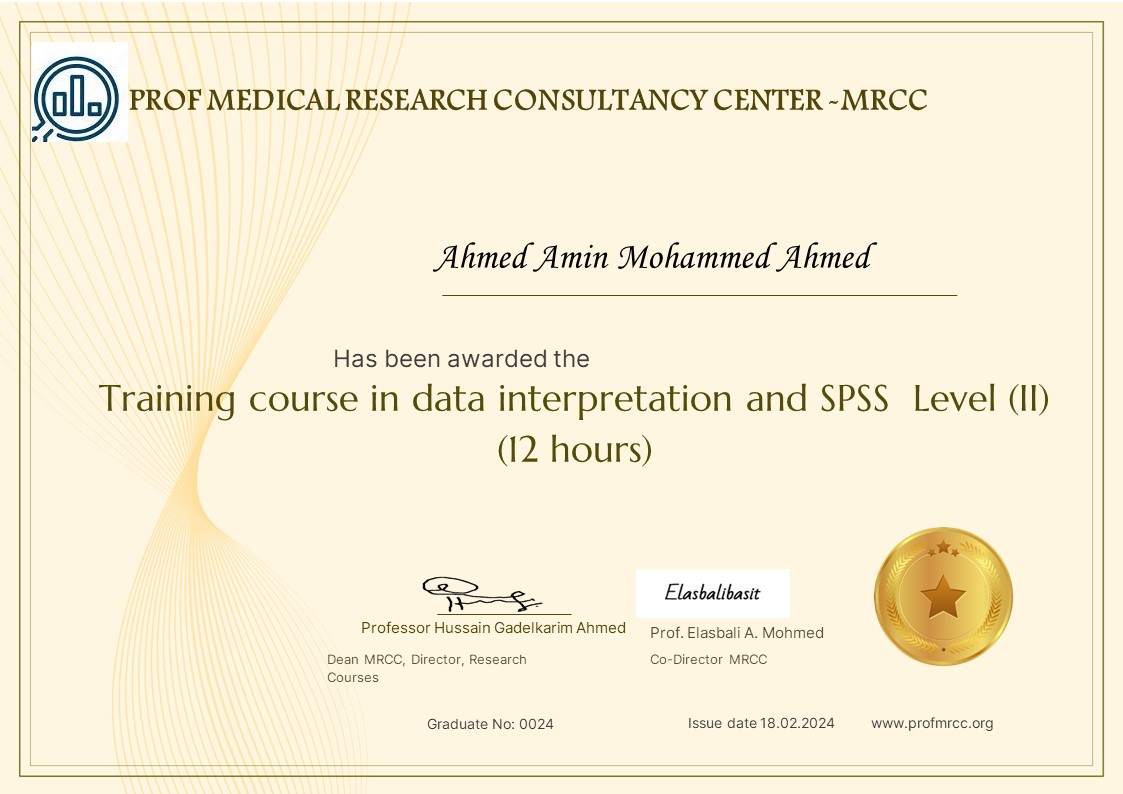 PROF MEDICAL RESEARCH CONSULTANCY CENTER -MRCC
Ahmed Amin Mohammed Ahmed
Has been awarded the
Training course in data interpretation and SPSS Level (II)
(12 hours)
Elasbalibasit
Professor Hussain Gadelkarim Ahmed
Prof. Elasbali A. Mohmed
Dean MRCC, Director, Research
Courses
Co-Director MRCC
Graduate No: 0024
Issue date 18.02.2024
www.profmrcc.org